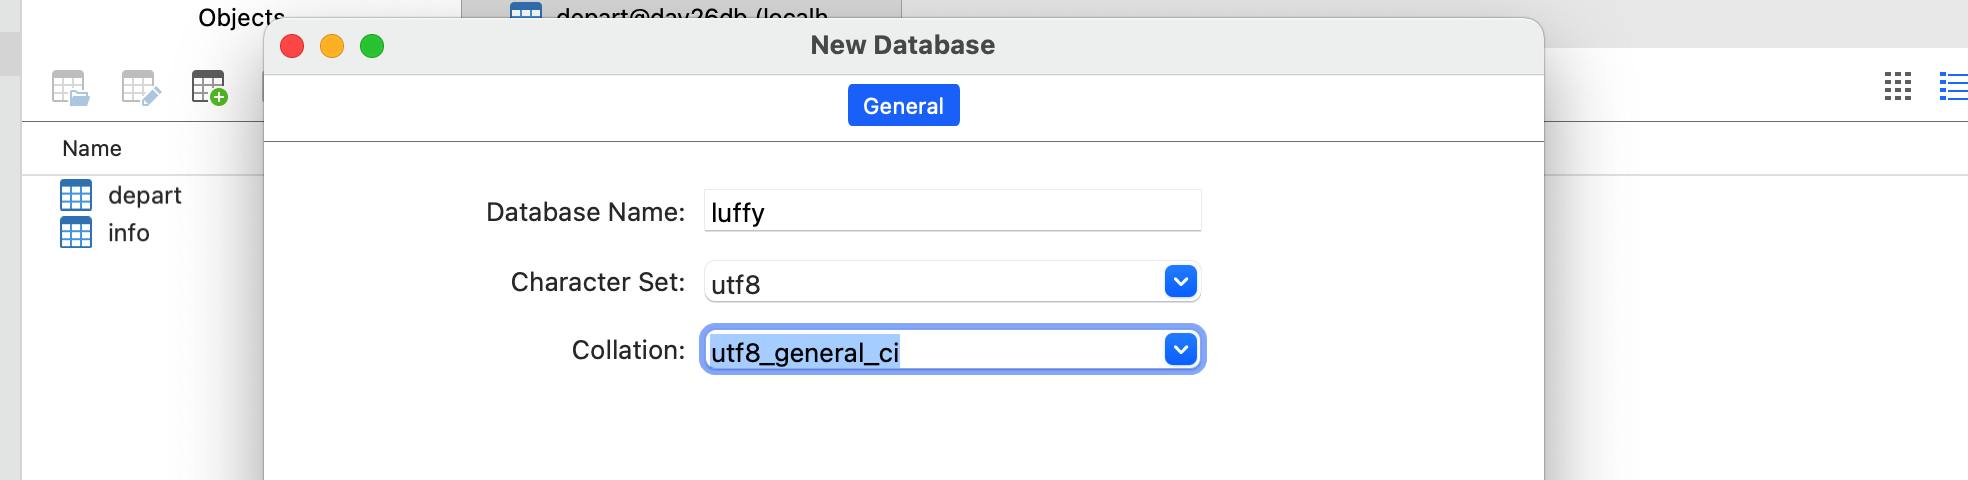 Objects
depart@day26db (localh
New Database
General
Name
depart
info
Database Name: luffy
Character Set: utf8
Collation: utf8_general_ci